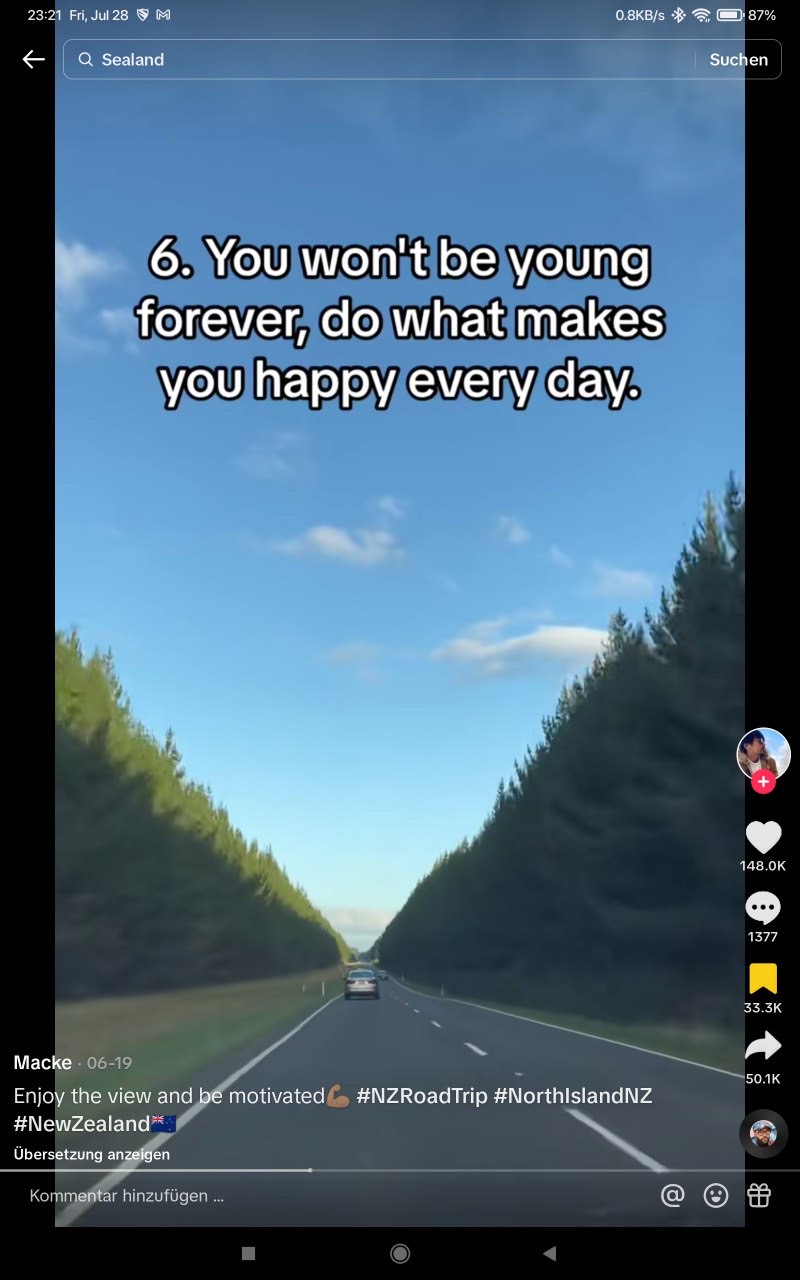 23:21 Fri, Jul 28
0.8KB/s 87%
Sealand
Suchen
6. You won't be young
forever, do what makes
you happy every day.
148.0K
1377
33.3K
50.1K
Macke · 06-19
Enjoy the view and be motivated💪🏾 #NZRoadTrip #NorthIslandNZ
#NewZealand🇳🇿
Übersetzung anzeigen
Kommentar hinzufügen ...